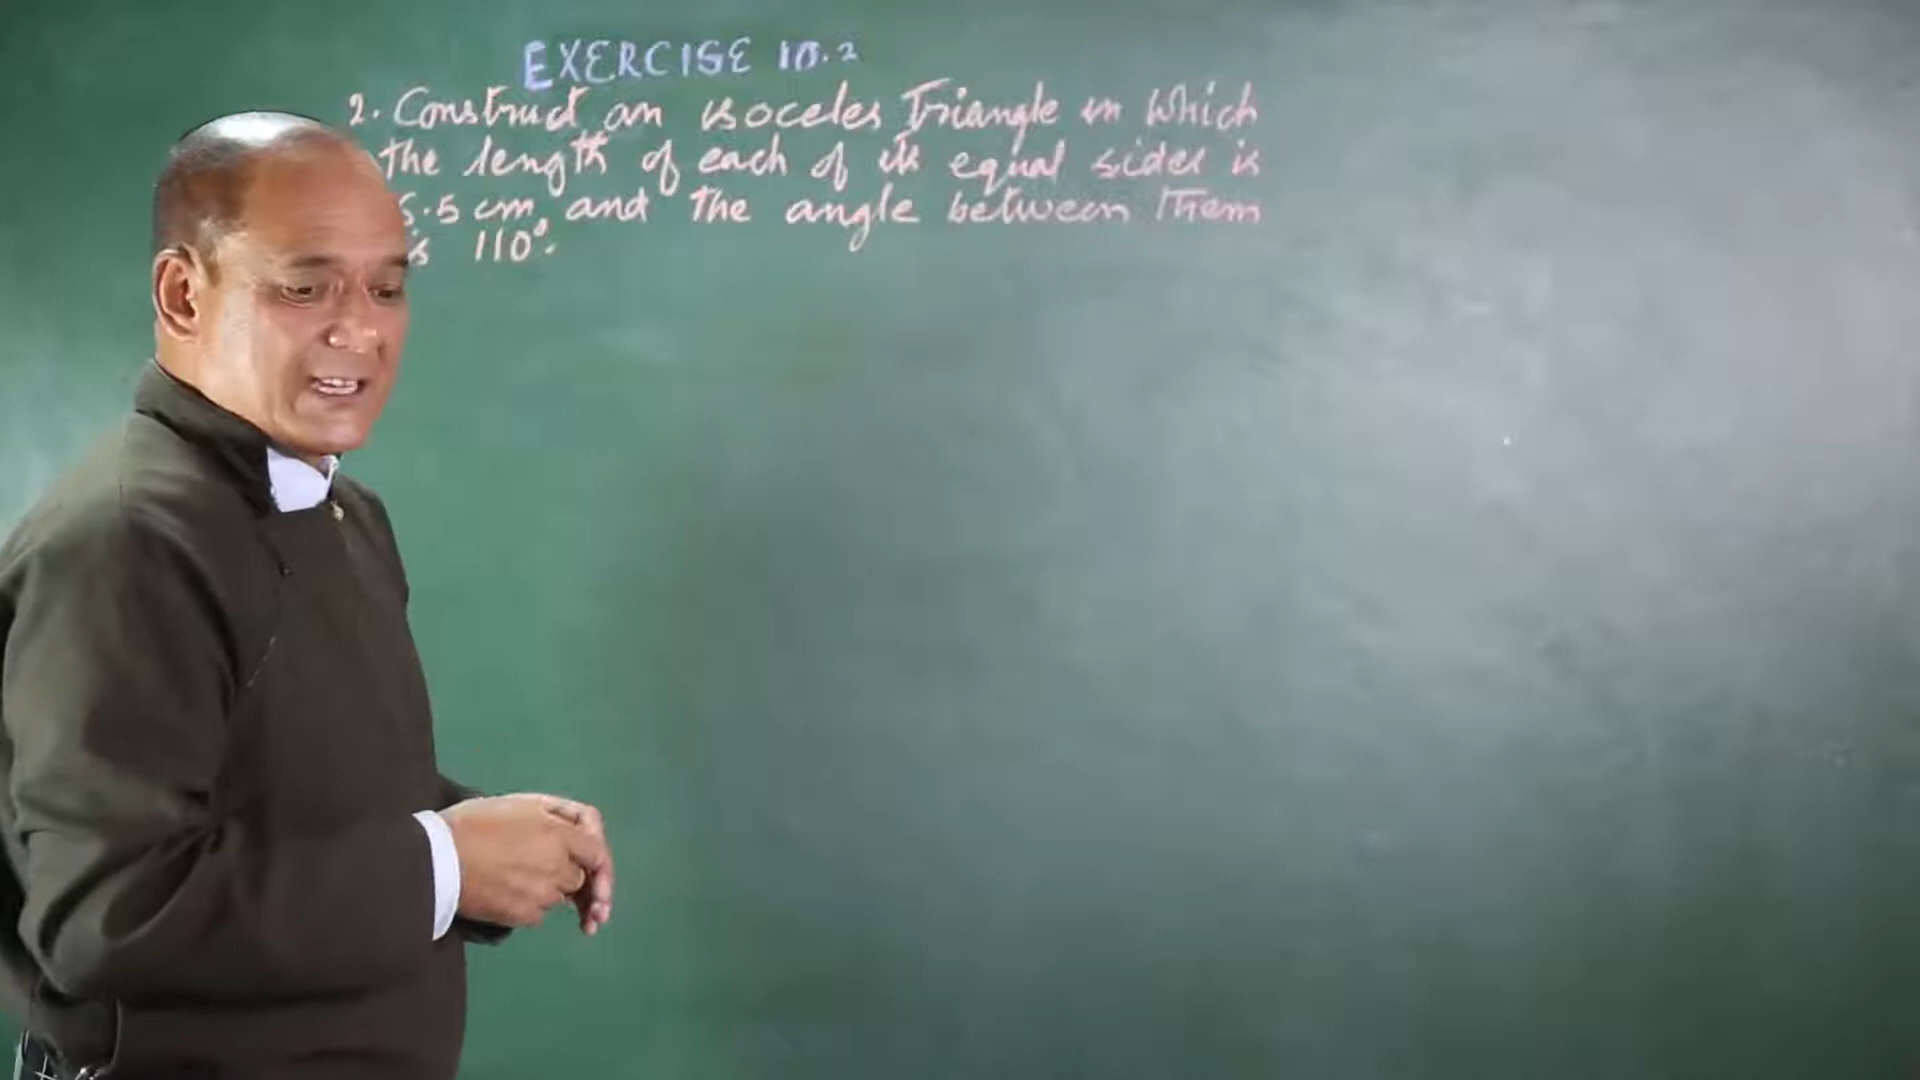 EXERCISE 10.2
2. Construct an isoceles Triangle in Which
the length of each of its equal sides is
.5 cm and the angle between Them
is 110°.